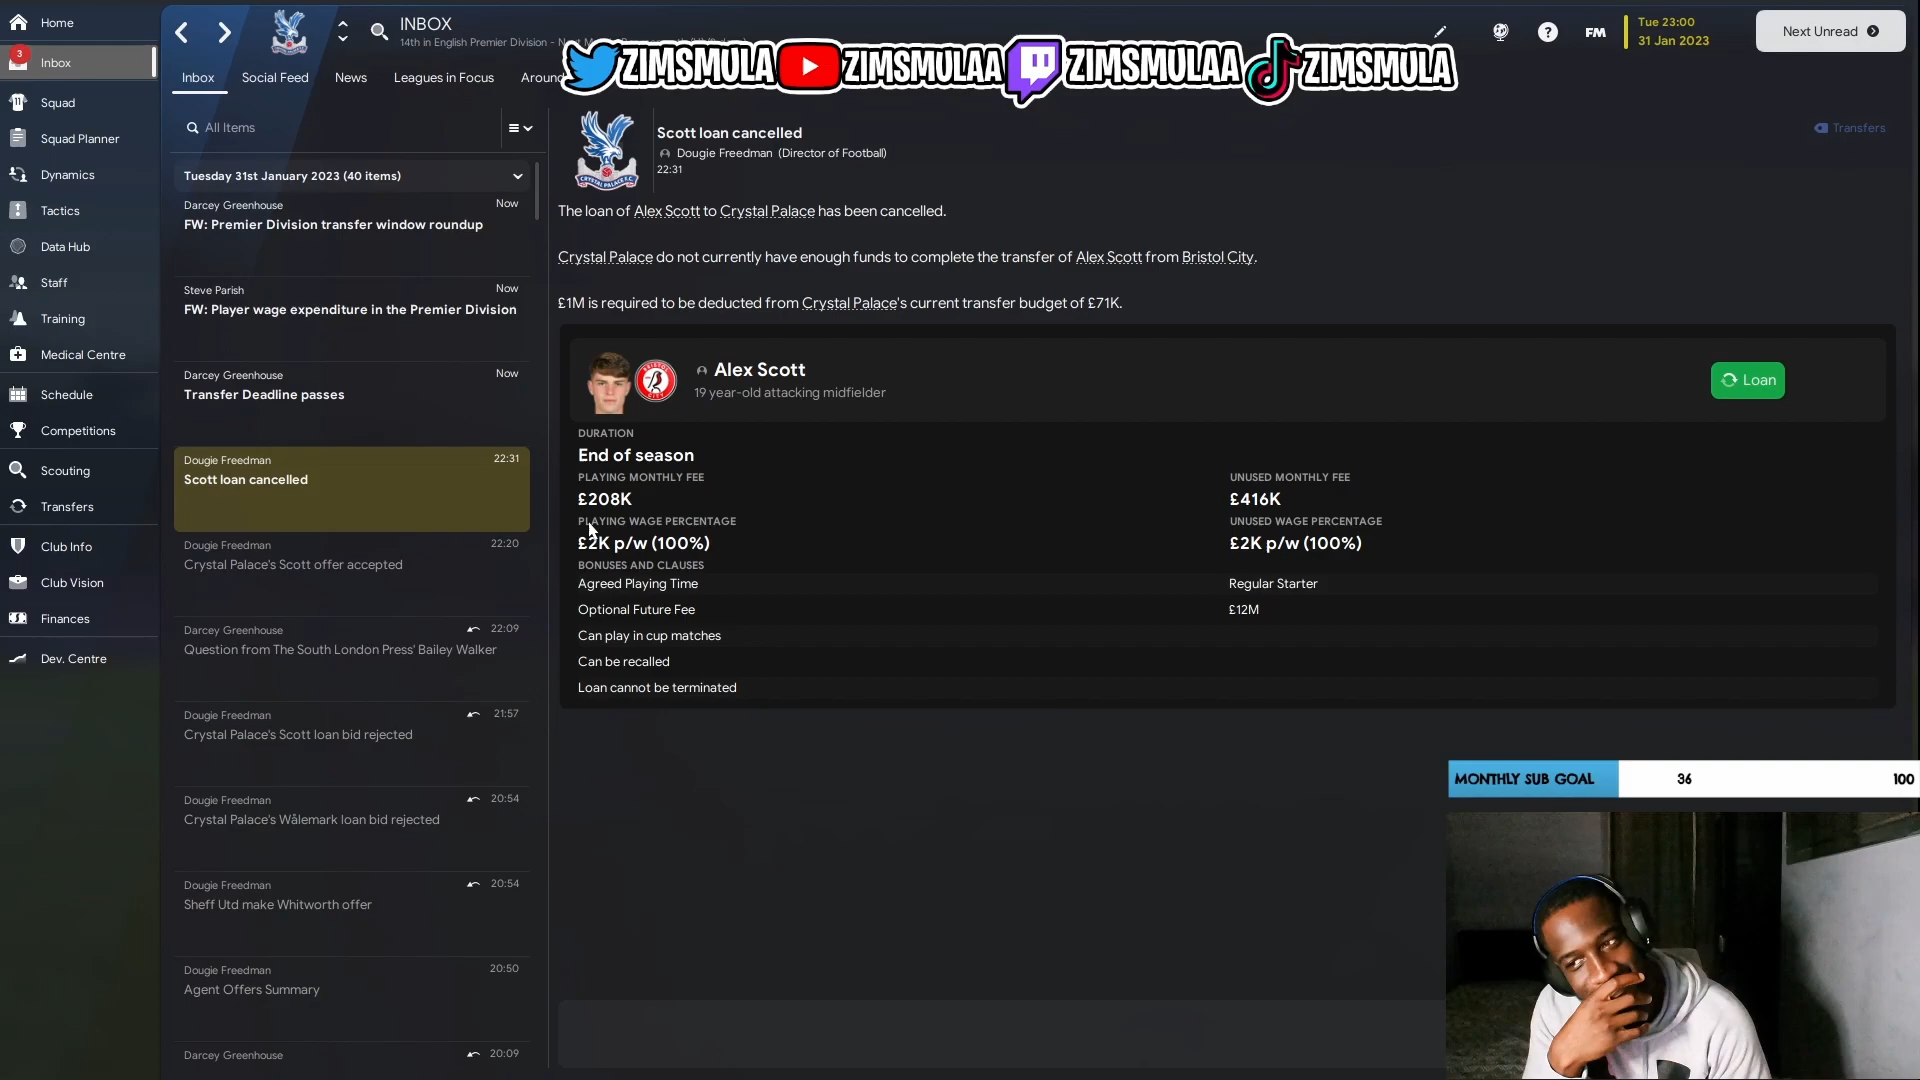 Home
3
Inbox
Squad
Squad Planner
Dynamics
Tactics
Data Hub
Staff
Training
Medical Centre
Schedule
Competitions
Scouting
Transfers
Club Info
Club Vision
Finances
Dev. Centre
INBOX
14th in English Premier Division -
?
FM
Tue 23:00
31 Jan 2023
Next Unread
ZIMSMULA ZIMSMULAA ZIMSMULAA ZIMSMULA
Inbox Social Feed News Leagues in Focus Around
All Items
Tuesday 31st January 2023 (40 items)
Darcey Greenhouse Now
FW: Premier Division transfer window roundup
Steve Parish Now
FW: Player wage expenditure in the Premier Division
Darcey Greenhouse Now
Transfer Deadline passes
Dougie Freedman 22:31
Scott loan cancelled
Dougie Freedman 22:20
Crystal Palace's Scott offer accepted
Darcey Greenhouse 22:09
Question from The South London Press' Bailey Walker
Dougie Freedman 21:57
Crystal Palace's Scott loan bid rejected
Dougie Freedman 20:54
Crystal Palace's Wålemark loan bid rejected
Dougie Freedman 20:54
Sheff Utd make Whitworth offer
Dougie Freedman 20:50
Agent Offers Summary
Darcey Greenhouse 20:09
CRYSTAL PALACE F.C.
Scott loan cancelled
Dougie Freedman (Director of Football)
22:31
Transfers
The loan of Alex Scott to Crystal Palace has been cancelled.
Crystal Palace do not currently have enough funds to complete the transfer of Alex Scott from Bristol City.
£1M is required to be deducted from Crystal Palace's current transfer budget of £71K.
Alex Scott
19 year-old attacking midfielder
Loan
DURATION
End of season
PLAYING MONTHLY FEE UNUSED MONTHLY FEE
£208K £416K
PLAYING WAGE PERCENTAGE UNUSED WAGE PERCENTAGE
£2K p/w (100%) £2K p/w (100%)
BONUSES AND CLAUSES
Agreed Playing Time Regular Starter
Optional Future Fee £12M
Can play in cup matches
Can be recalled
Loan cannot be terminated
MONTHLY SUB GOAL 36 100